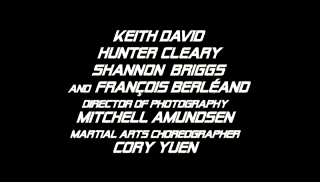 KEITH DAVID
HUNTER CLEARY
SHANNON BRIGGS
AND FRANÇOIS BERLÉAND
DIRECTOR OF PHOTOGRAPHY
MITCHELL AMUNDSEN
MARTIAL ARTS CHOREOGRAPHER
CORY YUEN